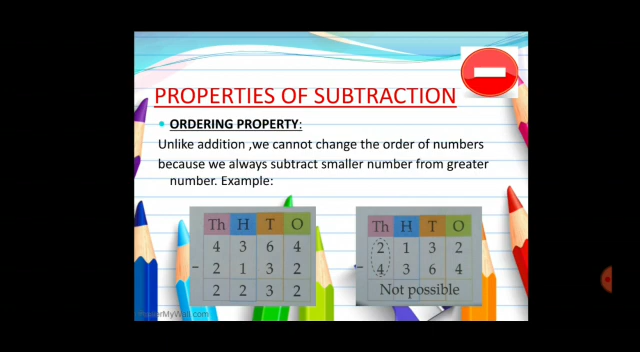 PROPERTIES OF SUBTRACTION
ORDERING PROPERTY:
Unlike addition ,we cannot change the order of numbers
because we always subtract smaller number from greater
number. Example:
Th H T O
4 3 6 4
- 2 1 3 2
2 2 3 2
Th H T O
2 1 3 2
- 4 3 6 4
Not possible